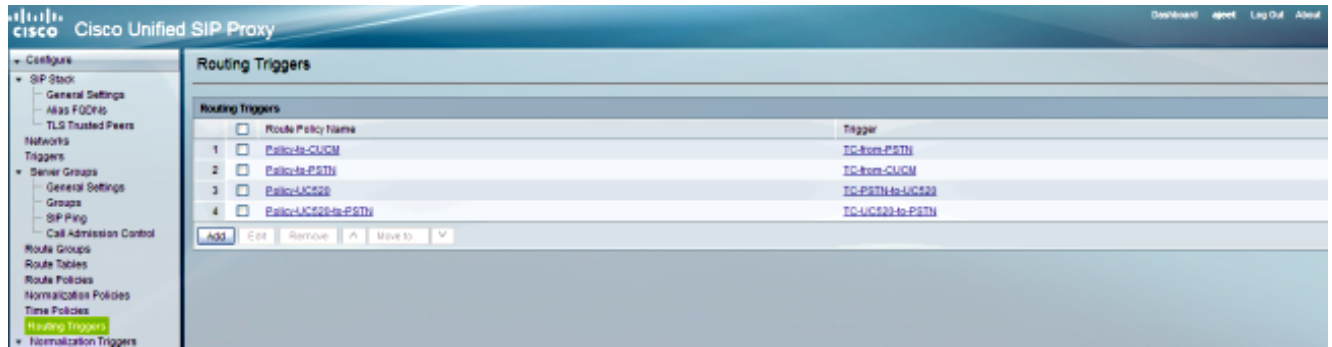 Dashboard ajeet Log Out About
CISCO Cisco Unified SIP Proxy
Configure
SIP Stack
General Settings
Alias FQDNs
TLS Trusted Peers
Networks
Triggers
Server Groups
General Settings
Groups
SIP Ping
Call Admission Control
Route Groups
Route Tables
Route Policies
Normalization Policies
Time Policies
Routing Triggers
Normalization Triggers
Routing Triggers
Routing Triggers
Route Policy Name Trigger
1 Policy-to-CUCM TC-from-PSTN
2 Policy-to-PSTN TC-from-CUCM
3 Policy-UC520 TC-PSTN-to-UC520
4 Policy-UC520-to-PSTN TC-UC520-to-PSTN
Add Edit Remove Move to